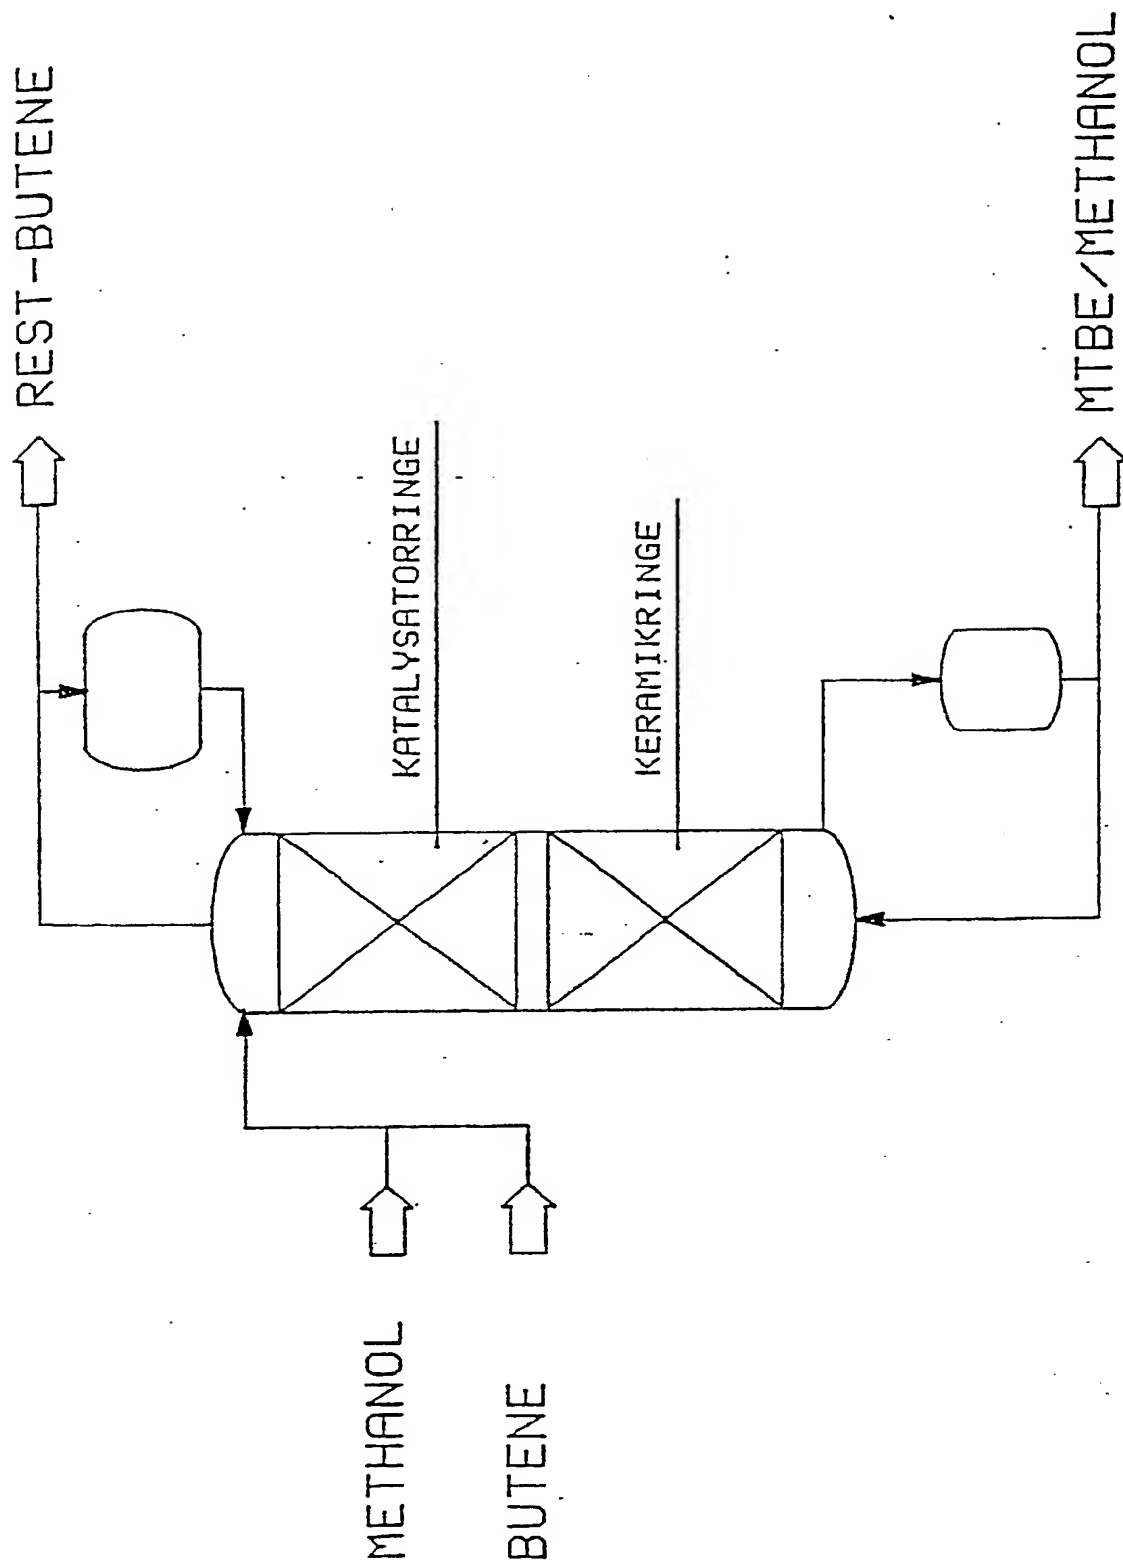 REST-BUTENE
KATALYSATORRINGE
KERAMIKRINGE
MTBE/METHANOL
METHANOL
BUTENE